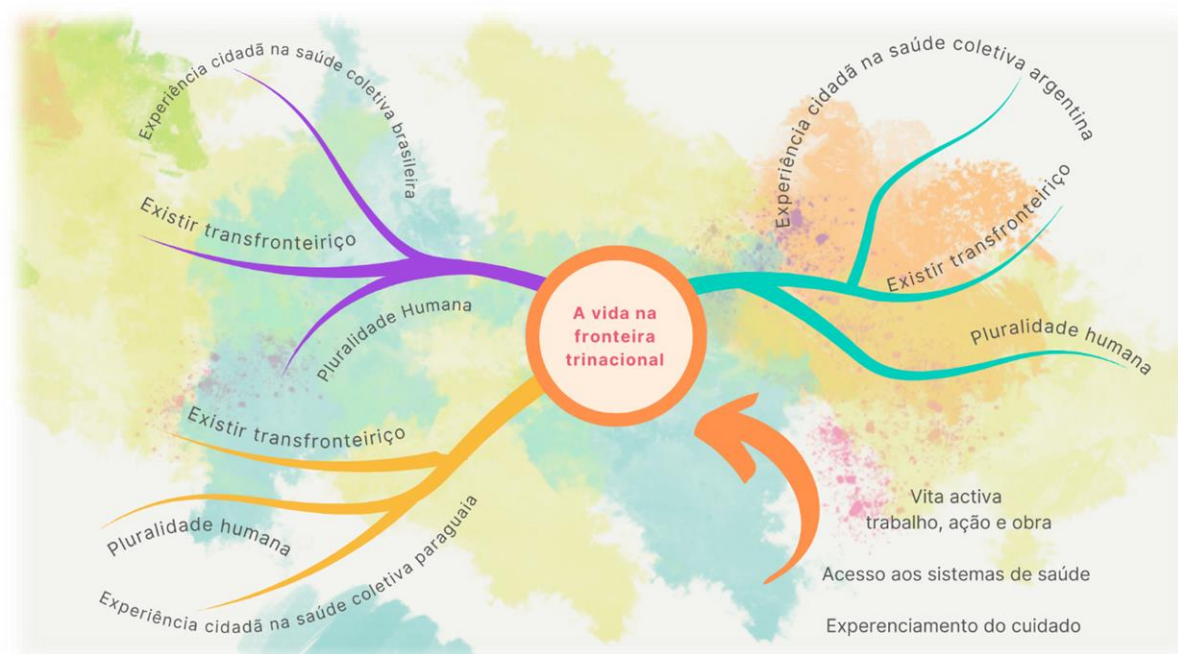 Experiência cidadã na saúde coletiva brasileira
Existir transfronteiriço
Pluralidade Humana
Existir transfronteiriço
Pluralidade humana
Experiência cidadã na saúde coletiva paraguaia
A vida na
fronteira
trinacional
Experiência cidadã na saúde coletiva argentina
Existir transfronteiriço
Pluralidade humana
Vita activa
trabalho, ação e obra
Acesso aos sistemas de saúde
Experenciamento do cuidado